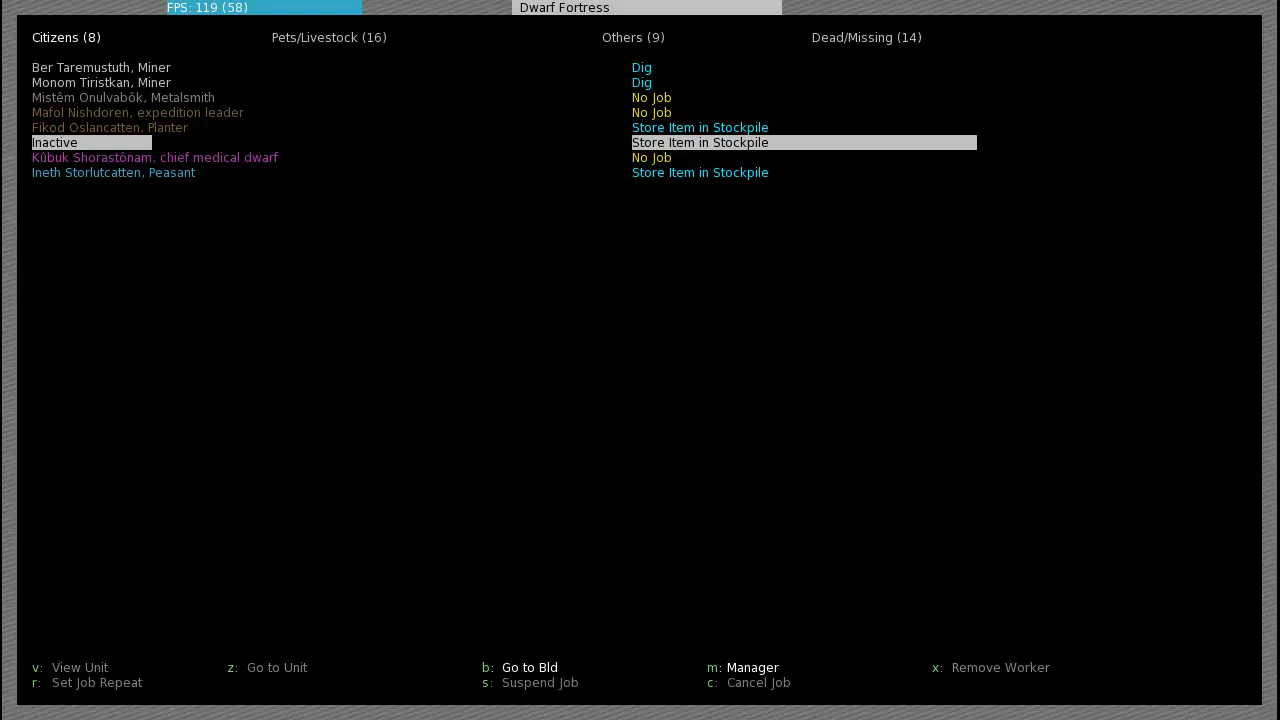 FPS: 119 (58) Dwarf Fortress
Citizens (8) Pets/Livestock (16) Others (9) Dead/Missing (14)
Ber Taremustuth, Miner Dig
Monom Tiristkan, Miner Dig
Mistêm Onulvabôk, Metalsmith No Job
Mafol Nishdoren, expedition leader No Job
Fikod Oslancatten, Planter Store Item in Stockpile
Inactive Store Item in Stockpile
Kûbuk Shorastônam, chief medical dwarf No Job
Ineth Storlutcatten, Peasant Store Item in Stockpile
v: View Unit z: Go to Unit b: Go to Bld m: Manager x: Remove Worker
r: Set Job Repeat s: Suspend Job c: Cancel Job